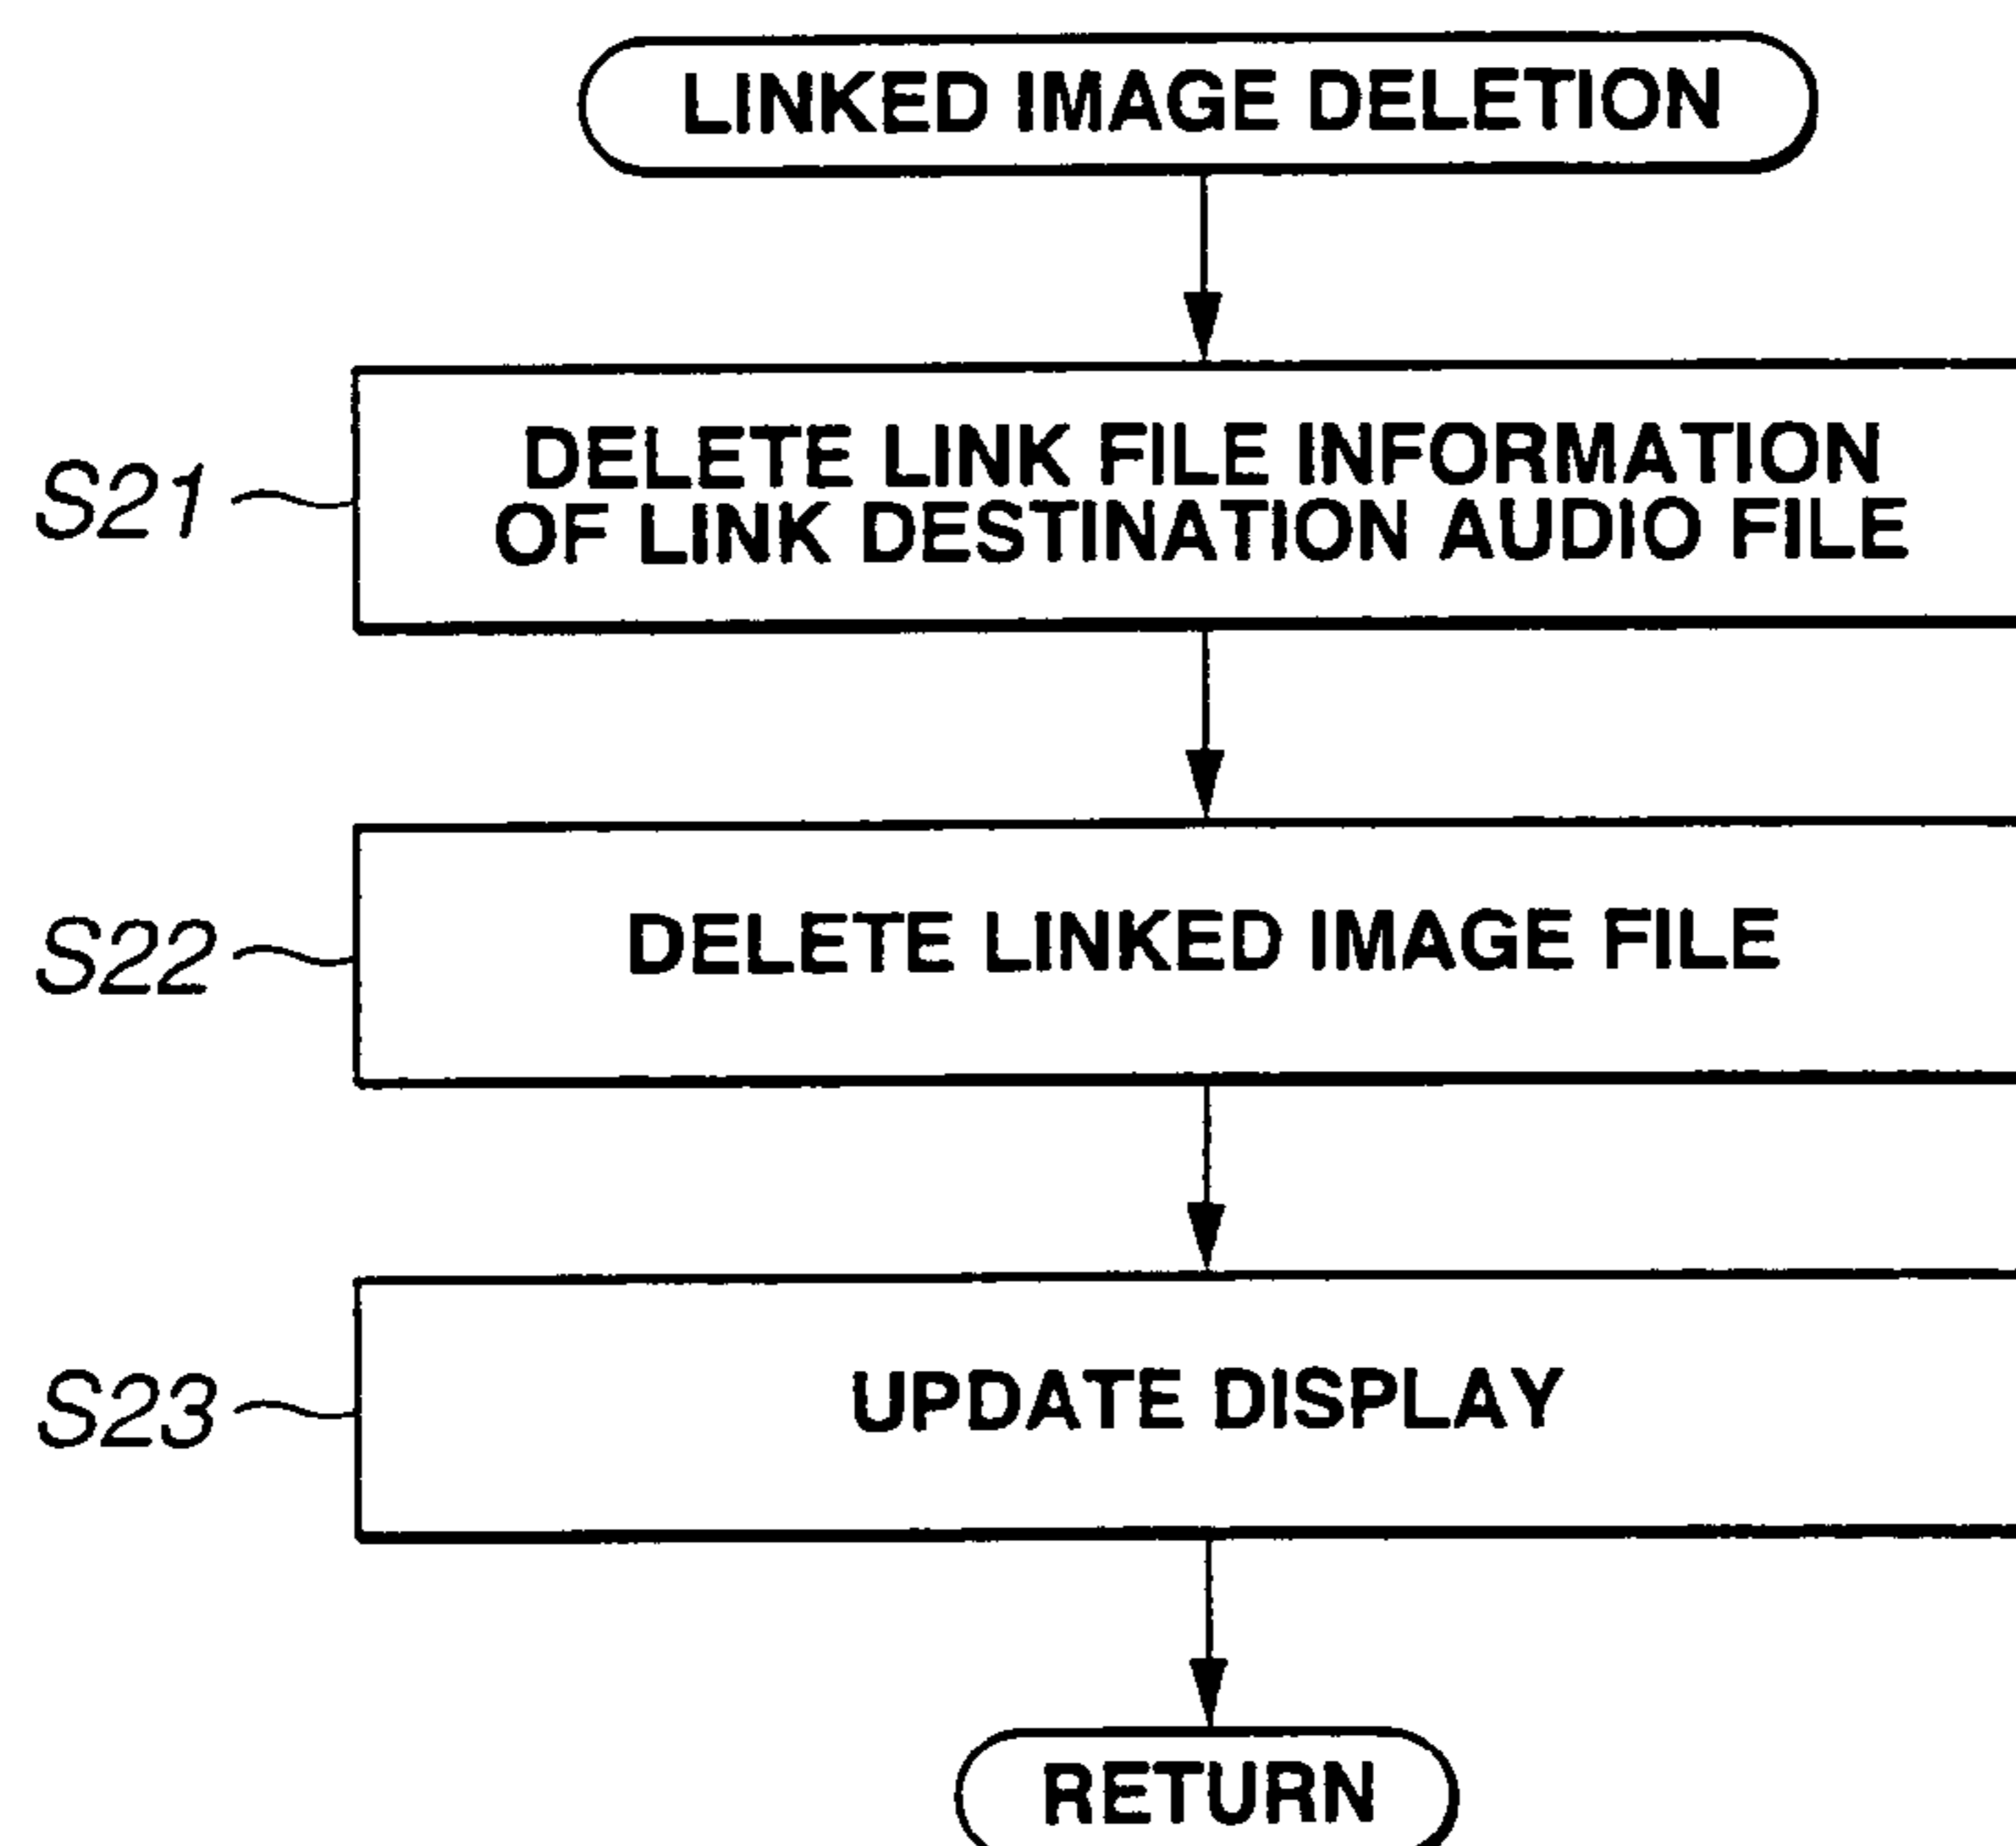 LINKED IMAGE DELETION
S21
DELETE LINK FILE INFORMATION
OF LINK DESTINATION AUDIO FILE
S22
DELETE LINKED IMAGE FILE
S23
UPDATE DISPLAY
RETURN